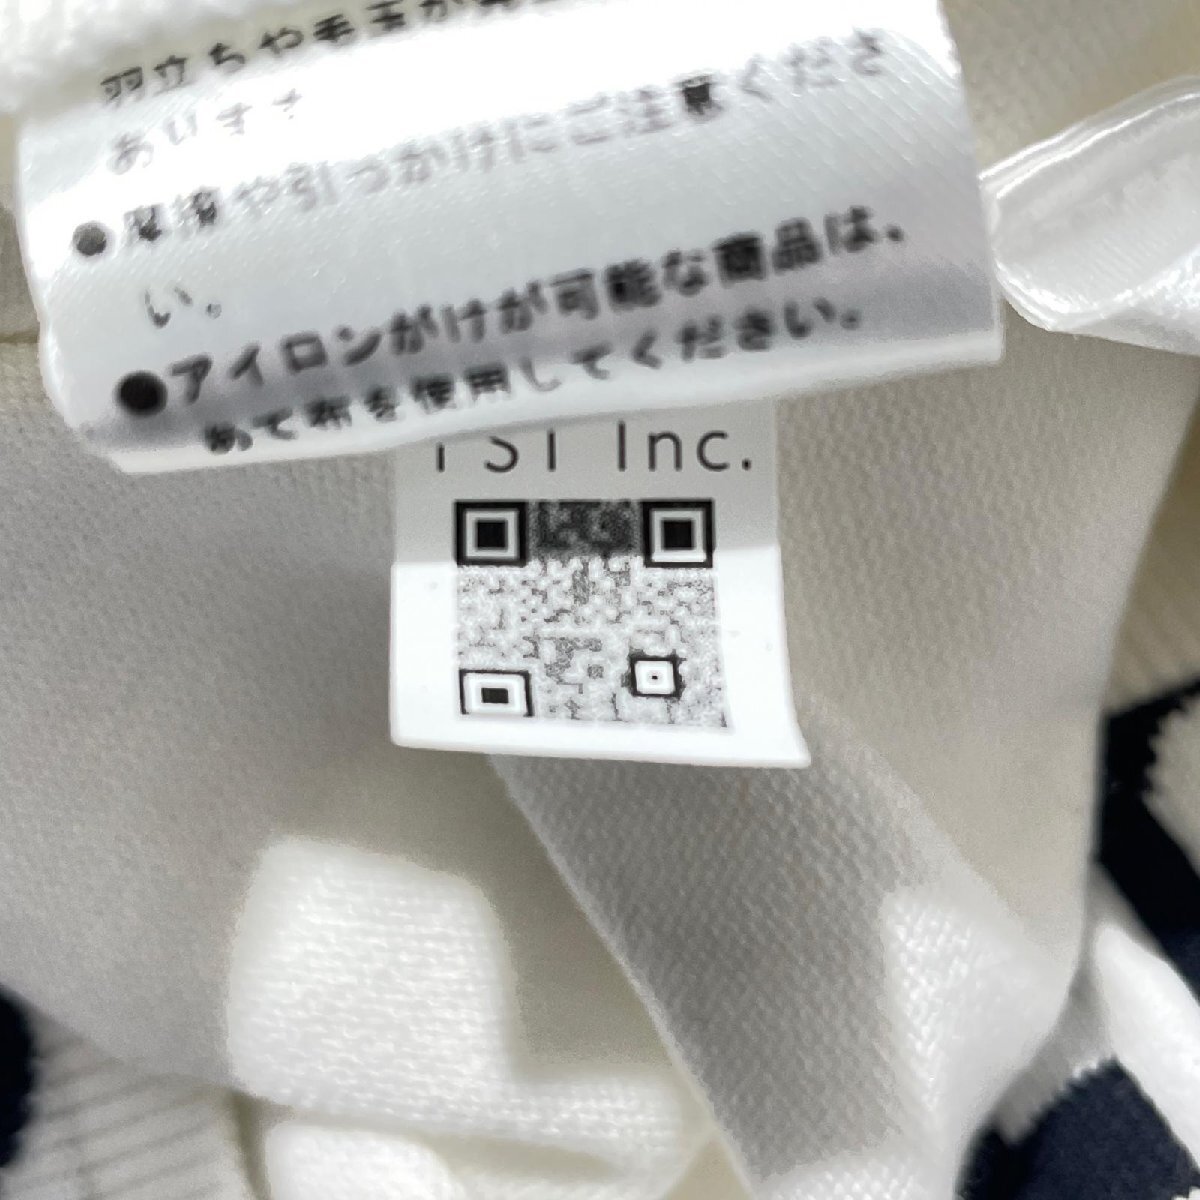 羽立ちや毛玉が
あります
●摩擦や引っかけにご注意くださ
い。
●アイロンがけが可能な商品は、
あて布を使用してください。
TSI Inc.